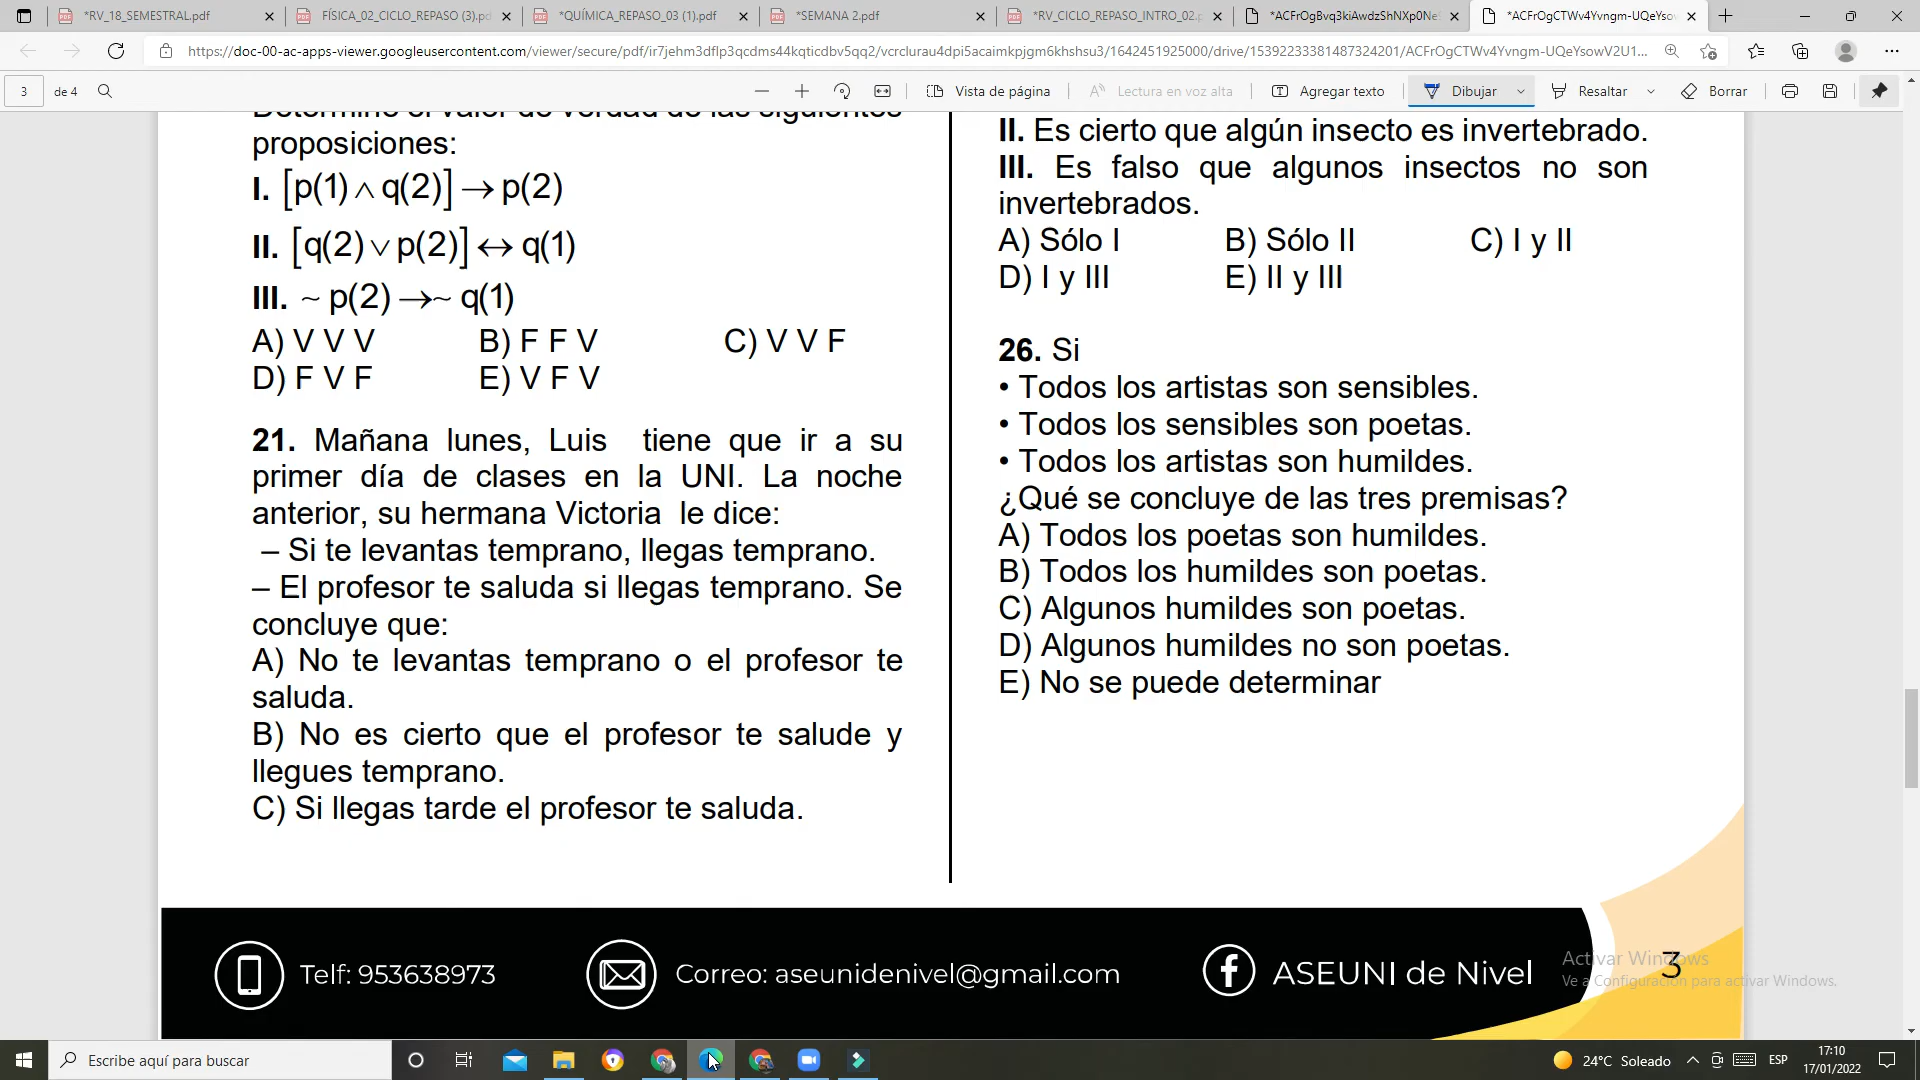 *RV_18_SEMESTRAL.pdf
FÍSICA_02_CICLO_REPASO (3).pd
*QUÍMICA_REPASO_03 (1).pdf
*SEMANA 2.pdf
*RV_CICLO_REPASO_INTRO_02.p
*ACFrOgBvq3kiAwdzShNXp0Ne
*ACFrOgCTWv4Yvngm-UQeYsow
https://doc-00-ac-apps-viewer.googleusercontent.com/viewer/secure/pdf/ir7jehm3dflp3qcdms44kqticdbv5qq2/vcrclurau4dpi5acaimkpjgm6khshsu3/1642451925000/drive/15392233381487324201/ACFrOgCTWv4Yvngm-UQeYsowV2U1...
3 de 4
Vista de página
Lectura en voz alta
Agregar texto
Dibujar
Resaltar
Borrar
Determine el valor de verdad de las siguientes
proposiciones:
I. [p(1) ∧ q(2)] → p(2)
II. [q(2) ∨ p(2)] ↔ q(1)
III. ~ p(2) →~ q(1)
A) V V V B) F F V C) V V F
D) F V F E) V F V
21. Mañana lunes, Luis tiene que ir a su
primer día de clases en la UNI. La noche
anterior, su hermana Victoria le dice:
– Si te levantas temprano, llegas temprano.
– El profesor te saluda si llegas temprano. Se
concluye que:
A) No te levantas temprano o el profesor te
saluda.
B) No es cierto que el profesor te salude y
llegues temprano.
C) Si llegas tarde el profesor te saluda.
II. Es cierto que algún insecto es invertebrado.
III. Es falso que algunos insectos no son
invertebrados.
A) Sólo I B) Sólo II C) I y II
D) I y III E) II y III
26. Si
• Todos los artistas son sensibles.
• Todos los sensibles son poetas.
• Todos los artistas son humildes.
¿Qué se concluye de las tres premisas?
A) Todos los poetas son humildes.
B) Todos los humildes son poetas.
C) Algunos humildes son poetas.
D) Algunos humildes no son poetas.
E) No se puede determinar
Telf: 953638973
Correo: aseunidenivel@gmail.com
ASEUNI de Nivel
3
Activar Windows
Ve a Configuración para activar Windows.
Escribe aquí para buscar
24°C Soleado
ESP
17:10
17/01/2022